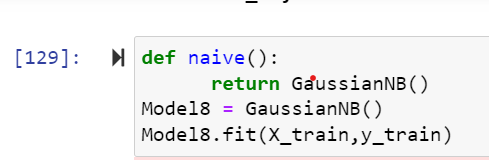 [129]:
def naive():
return GaussianNB()
Model8 = GaussianNB()
Model8.fit(X_train,y_train)